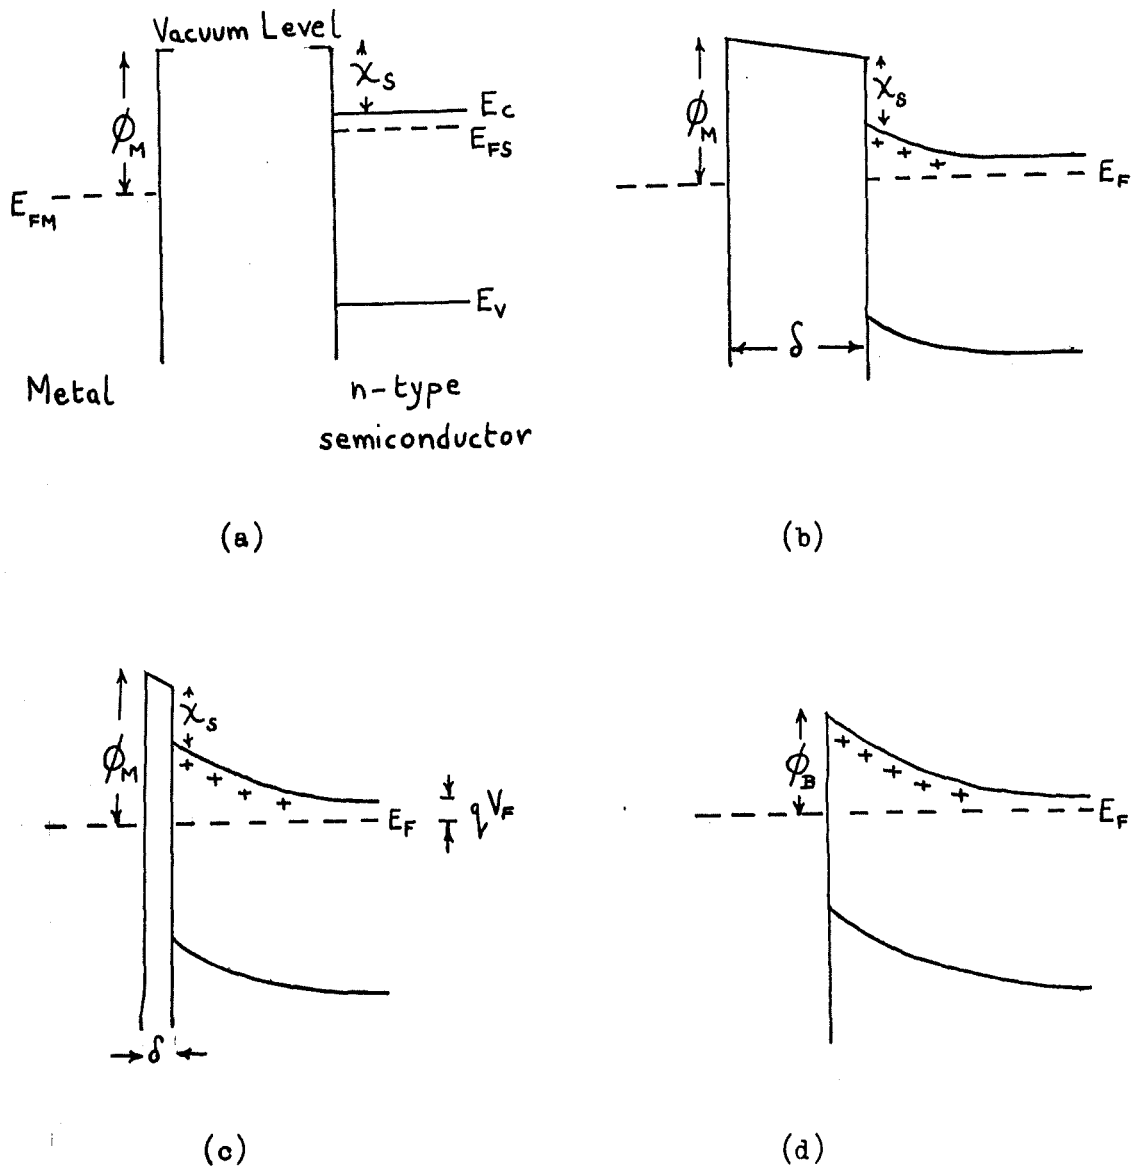 Vacuum Level
ϕM
χS
EC
EFS
EFM
EV
Metal
n-type
semiconductor
(a)
ϕM
χS
EF
δ
(b)
ϕM
χS
EF
qVF
δ
(c)
ϕB
EF
(d)